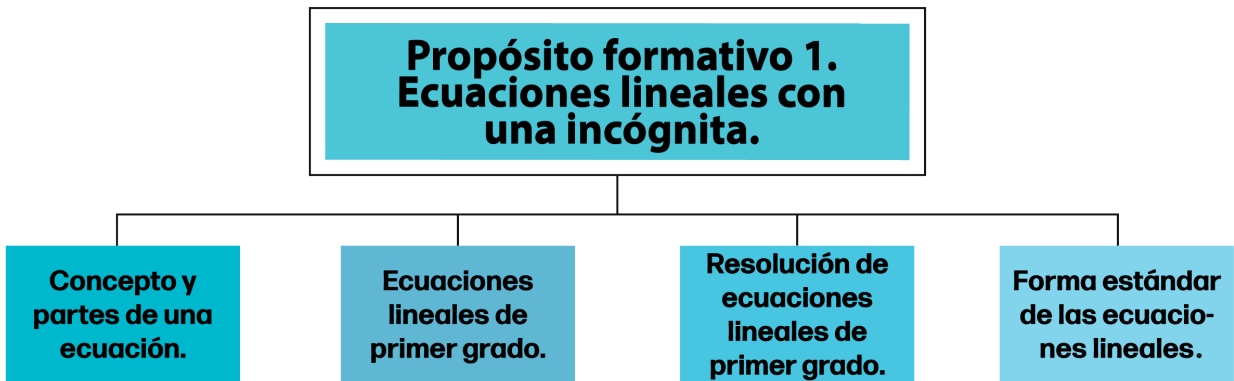 Propósito formativo 1.
Ecuaciones lineales con
una incógnita.
Concepto y
partes de una
ecuación.
Ecuaciones
lineales de
primer grado.
Resolución de
ecuaciones
lineales de
primer grado.
Forma estándar
de las ecuacio-
nes lineales.